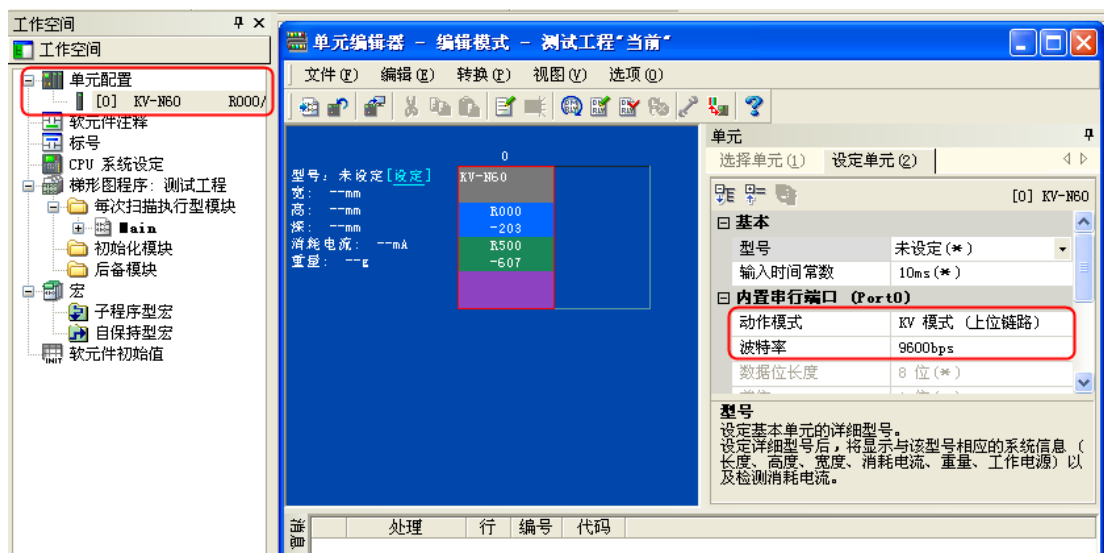 工作空间
工作空间
单元配置
[0] KV-N60 R000/
软元件注释
标号
CPU 系统设定
梯形图程序: 测试工程
每次扫描执行型模块
Main
初始化模块
后备模块
宏
子程序型宏
自保持型宏
INIT 软元件初始值
单元编辑器 - 编辑模式 - 测试工程*当前*
文件(F) 编辑(E) 转换(P) 视图(V) 选项(O)
0
型号: 未设定[设定] KV-N60
宽: --mm
高: --mm R000
探: --mm -203
消耗电流: --mA R500
重量: --g -607
单元
选择单元(1) 设定单元(2)
[0] KV-N60
基本
型号 未设定(*)
输入时间常数 10ms(*)
内置串行端口 (Port0)
动作模式 KV 模式 (上位链路)
波特率 9600bps
数据位长度 8 位(*)
型号
设定基本单元的详细型号。
设定详细型号后,将显示与该型号相应的系统信息(
长度、高度、宽度、消耗电流、重量、工作电源)以
及检测消耗电流。
处理 行 编号 代码